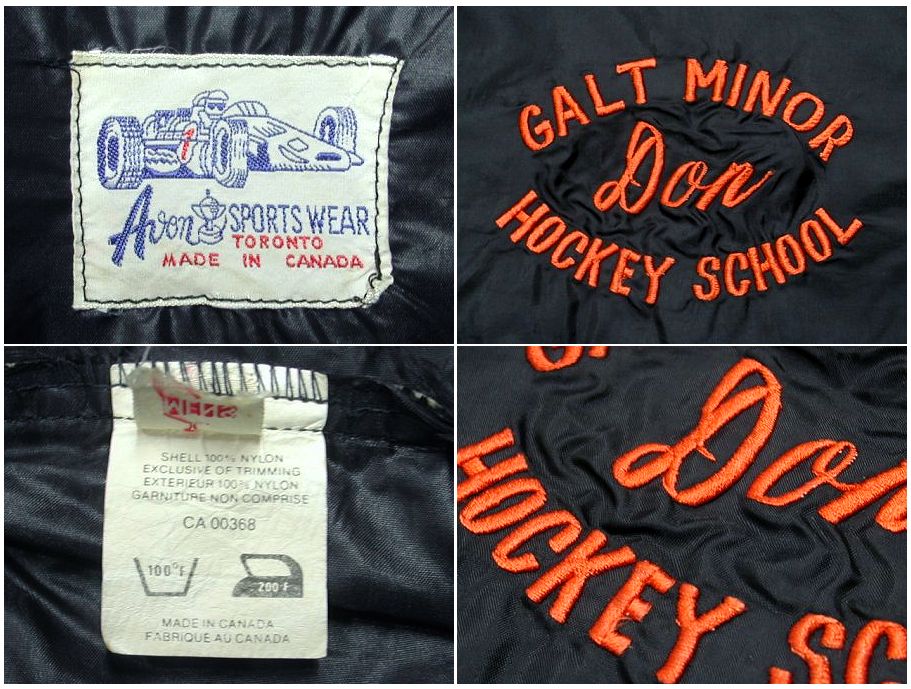 Avon SPORTS WEAR
TORONTO
MADE IN CANADA
GALT MINOR
Don
HOCKEY SCHOOL
SHELL 100% NYLON
EXCLUSIVE OF TRIMMING
EXTERIEUR 100% NYLON
GARNITURE NON COMPRISE
CA 00368
100°F
200 F
MADE IN CANADA
FABRIQUE AU CANADA
Don
HOCKEY SC